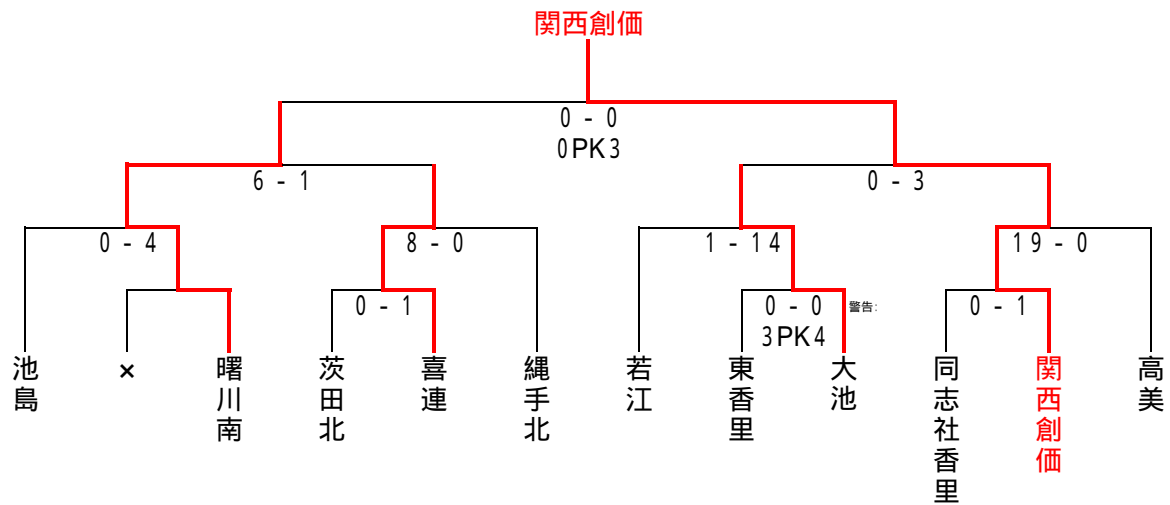 関西創価
0 - 0
0PK3
6 - 1
0 - 3
0 - 4
8 - 0
1 - 14
19 - 0
0 - 1
0 - 0
警告:
3PK4
0 - 1
池島
×
曙川南
茨田北
喜連
縄手北
若江
東香里
大池
同志社香里
関西創価
高美